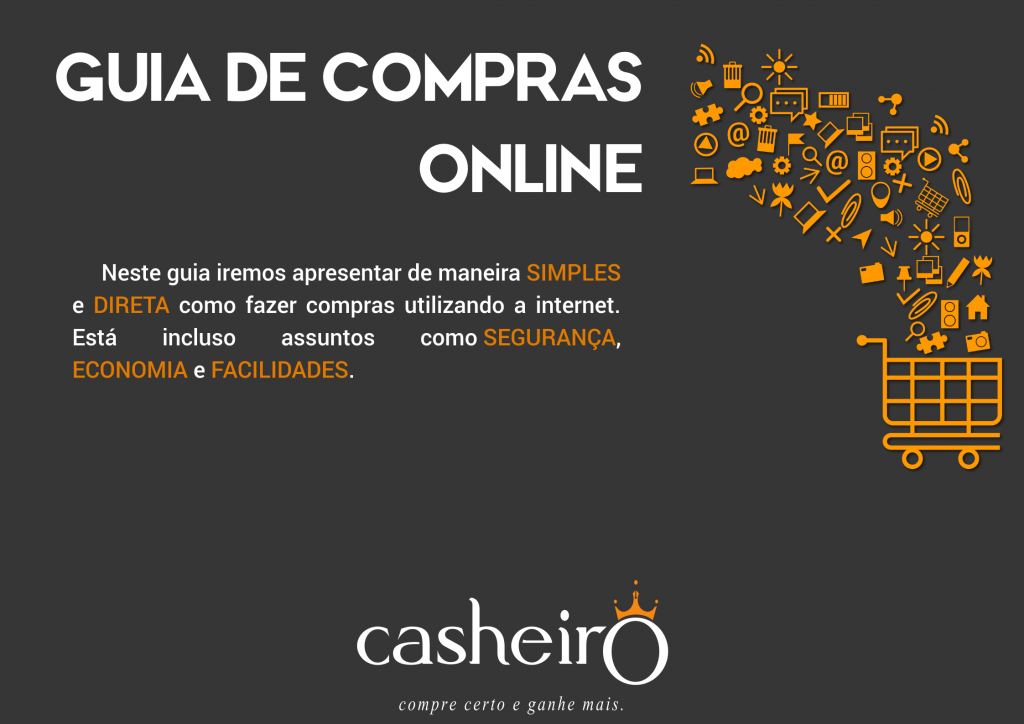 GUIA DE COMPRAS
ONLINE
Neste guia iremos apresentar de maneira SIMPLES
e DIRETA como fazer compras utilizando a internet.
Está incluso assuntos como SEGURANÇA,
ECONOMIA e FACILIDADES.
casheirO
compre certo e ganhe mais.